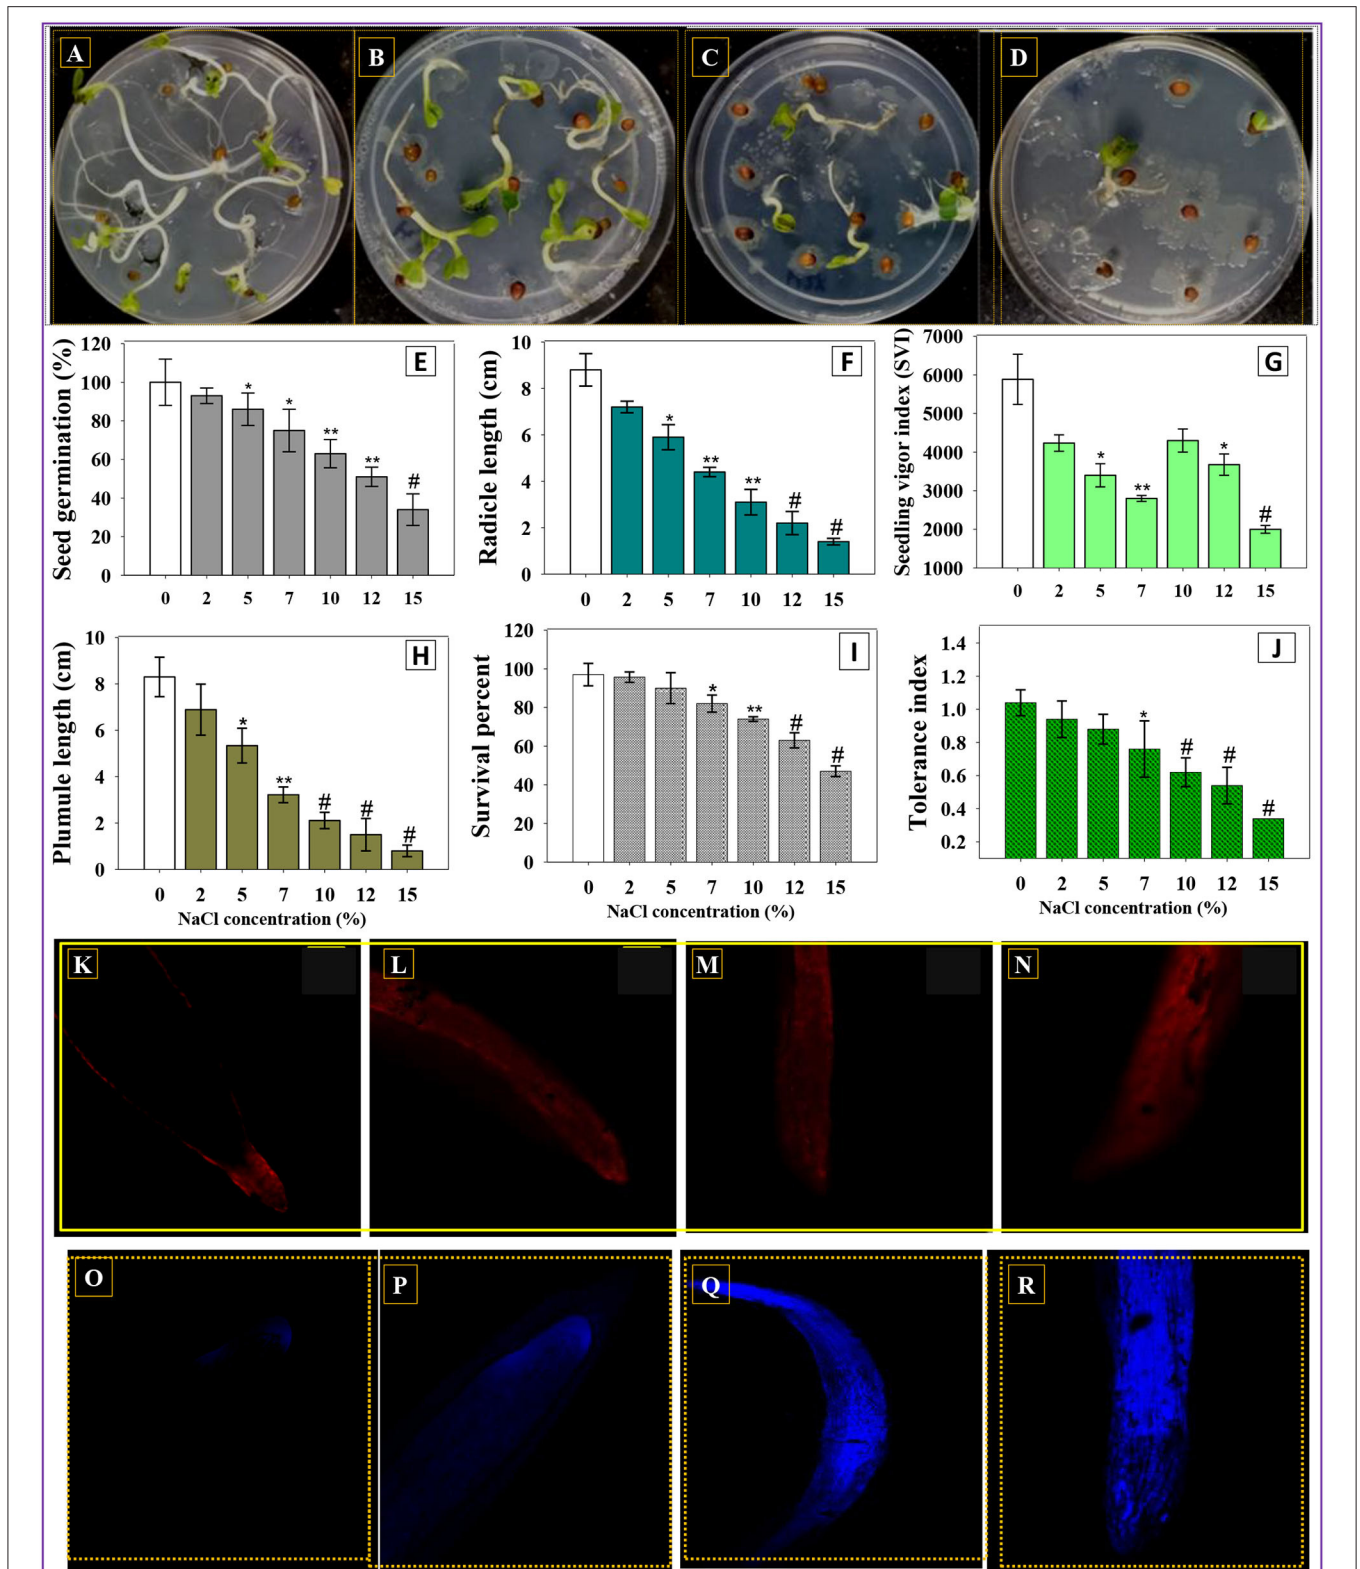 A
B
C
D
E
Seed germination (%)
120
100
80
60
40
20
0
* * ** ** #
0 2 5 7 10 12 15
F
Radicle length (cm)
10
8
6
4
2
0
* ** ** # #
0 2 5 7 10 12 15
G
Seedling vigor index (SVI)
7000
6000
5000
4000
3000
2000
1000
* ** * #
0 2 5 7 10 12 15
H
Plumule length (cm)
10
8
6
4
2
0
* ** # # #
0 2 5 7 10 12 15
NaCl concentration (%)
I
Survival percent
120
100
80
60
40
20
0
* ** # #
0 2 5 7 10 12 15
NaCl concentration (%)
J
Tolerance index
1.4
1.2
1.0
0.8
0.6
0.4
0.2
* # # #
0 2 5 7 10 12 15
NaCl concentration (%)
K
L
M
N
O
P
Q
R